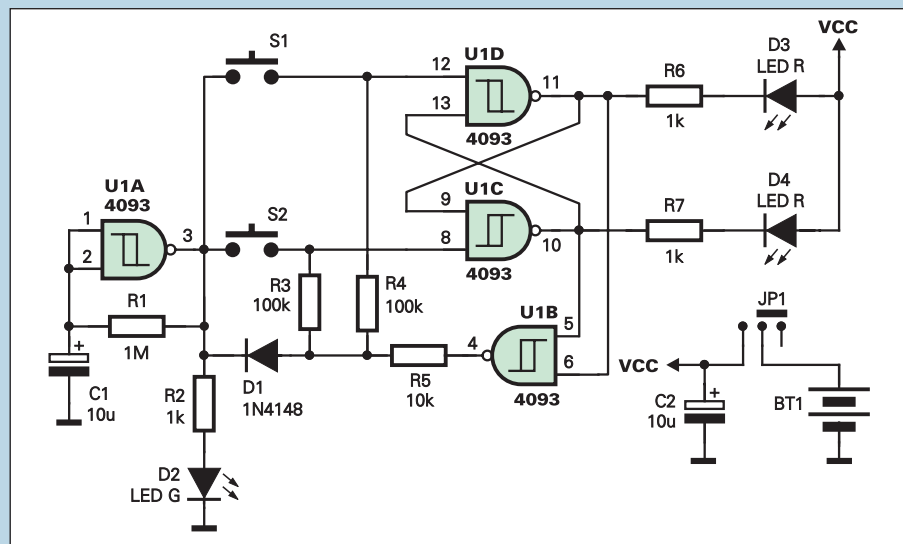 VCC
D3
LED R
S1
U1D
12
11
13
4093
R6
1k
U1A
4093
1
2
3
S2
U1C
9
8
10
4093
D4
LED R
R7
1k
R1
1M
R3
100k
R4
100k
U1B
4
5
6
4093
JP1
+
C1
10u
R2
1k
D1
1N4148
R5
10k
VCC
+
C2
10u
BT1
D2
LED G